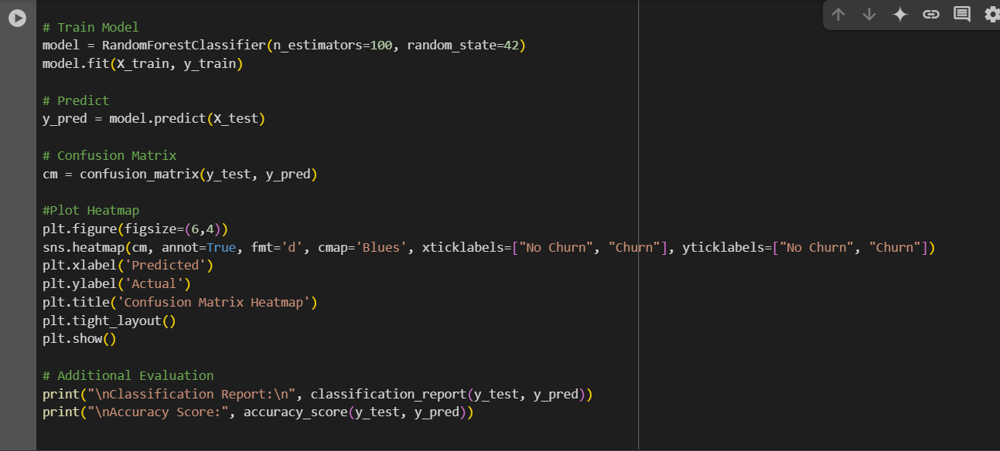 # Train Model
model = RandomForestClassifier(n_estimators=100, random_state=42)
model.fit(X_train, y_train)
# Predict
y_pred = model.predict(X_test)
# Confusion Matrix
cm = confusion_matrix(y_test, y_pred)
#Plot Heatmap
plt.figure(figsize=(6,4))
sns.heatmap(cm, annot=True, fmt='d', cmap='Blues', xticklabels=["No Churn", "Churn"], yticklabels=["No Churn", "Churn"])
plt.xlabel('Predicted')
plt.ylabel('Actual')
plt.title('Confusion Matrix Heatmap')
plt.tight_layout()
plt.show()
# Additional Evaluation
print("\nClassification Report:\n", classification_report(y_test, y_pred))
print("\nAccuracy Score:", accuracy_score(y_test, y_pred))